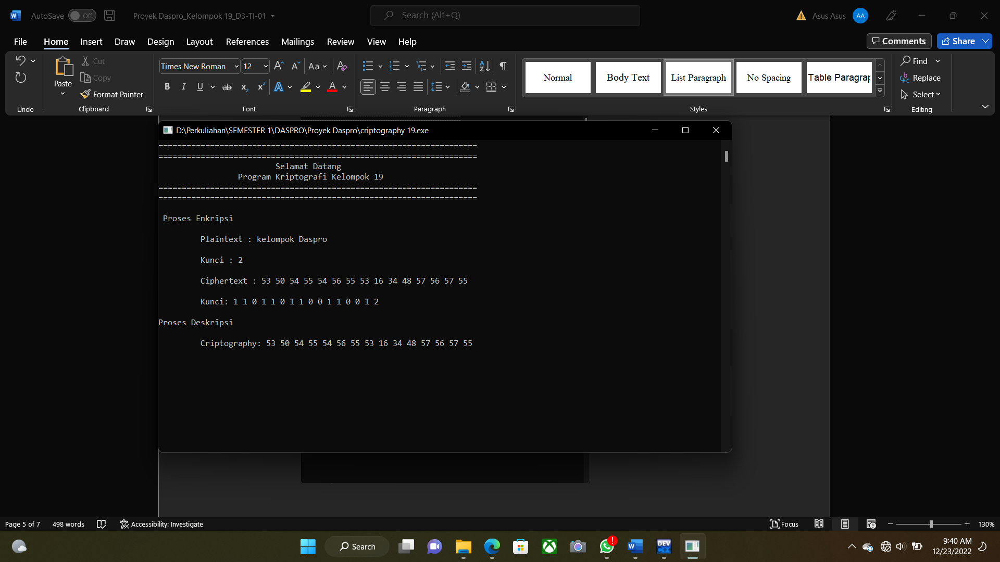 AutoSave Off Proyek Daspro_Kelompok 19_D3-TI-01 Search (Alt+Q) Asus Asus AA
File Home Insert Draw Design Layout References Mailings Review View Help Comments Share
Times New Roman 12 Aa
Cut
Copy
Format Painter
Paste
B I U ab x2 x2 A A
Normal Body Text List Paragraph No Spacing Table Paragrap
Find
Replace
Select
Undo Clipboard Font Paragraph Styles Editing
D:\Perkuliahan\SEMESTER 1\DASPRO\Proyek Daspro\criptography 19.exe
====================================================================
====================================================================
Selamat Datang
Program Kriptografi Kelompok 19
====================================================================
====================================================================
Proses Enkripsi
Plaintext : kelompok Daspro
Kunci : 2
Ciphertext : 53 50 54 55 54 56 55 53 16 34 48 57 56 57 55
Kunci: 1 1 0 1 1 0 1 1 0 0 1 1 0 0 1 2
Proses Deskripsi
Criptography: 53 50 54 55 54 56 55 53 16 34 48 57 56 57 55
Page 5 of 7 498 words Accessibility: Investigate Focus 130%
Search
DEV C++
9:40 AM
12/23/2022